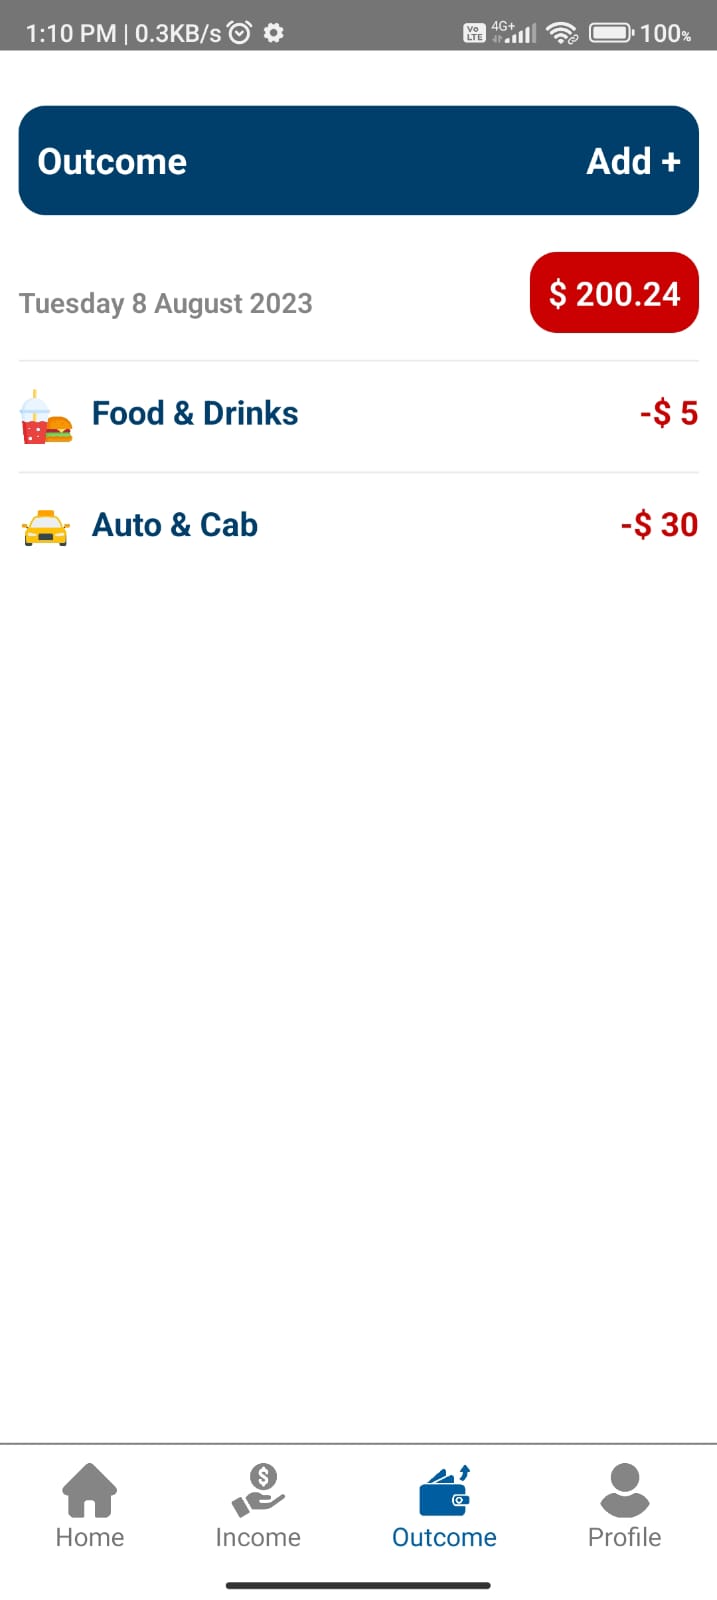 1:10 PM | 0.3KB/s Vo LTE 4G+ 100%
Outcome Add +
Tuesday 8 August 2023 $ 200.24
Food & Drinks -$ 5
Auto & Cab -$ 30
Home Income Outcome Profile